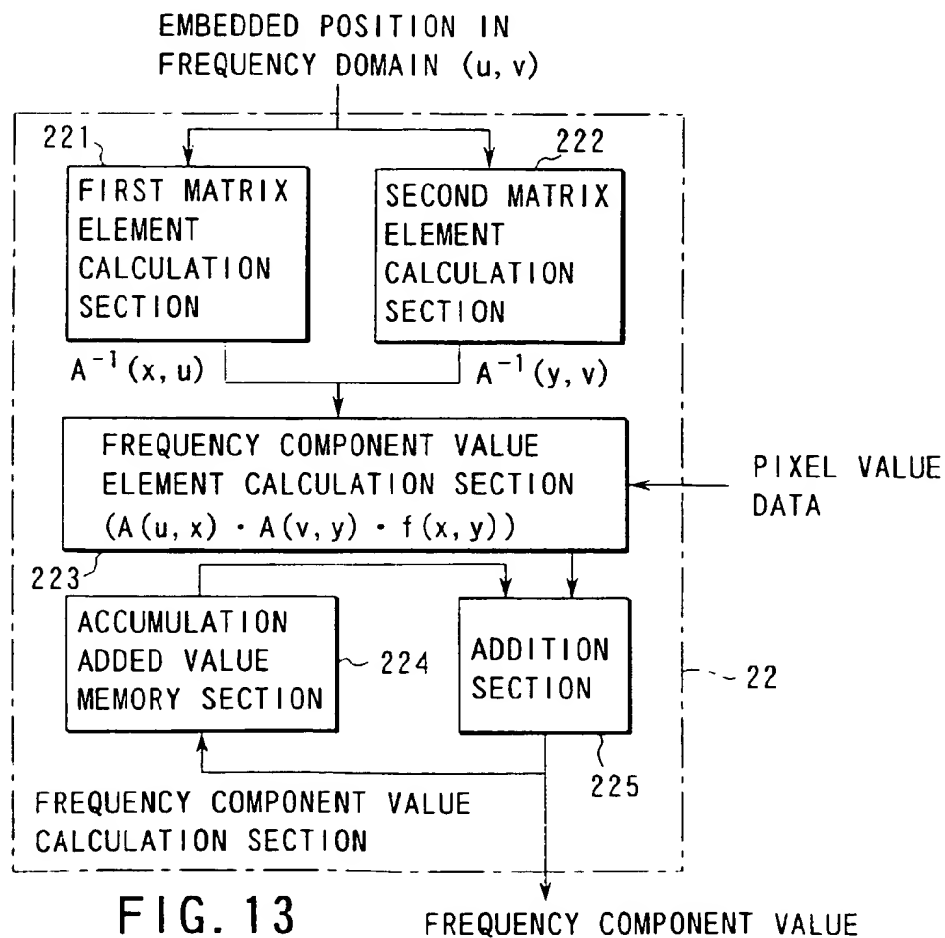 EMBEDDED POSITION IN
FREQUENCY DOMAIN (u, v)
221
222
FIRST MATRIX
ELEMENT
CALCULATION
SECTION
SECOND MATRIX
ELEMENT
CALCULATION
SECTION
A⁻¹(x, u)
A⁻¹(y, v)
FREQUENCY COMPONENT VALUE
ELEMENT CALCULATION SECTION
(A(u, x) · A(v, y) · f(x, y))
PIXEL VALUE
DATA
223
ACCUMULATION
ADDED VALUE
MEMORY SECTION
224
ADDITION
SECTION
22
225
FREQUENCY COMPONENT VALUE
CALCULATION SECTION
FIG. 13
FREQUENCY COMPONENT VALUE